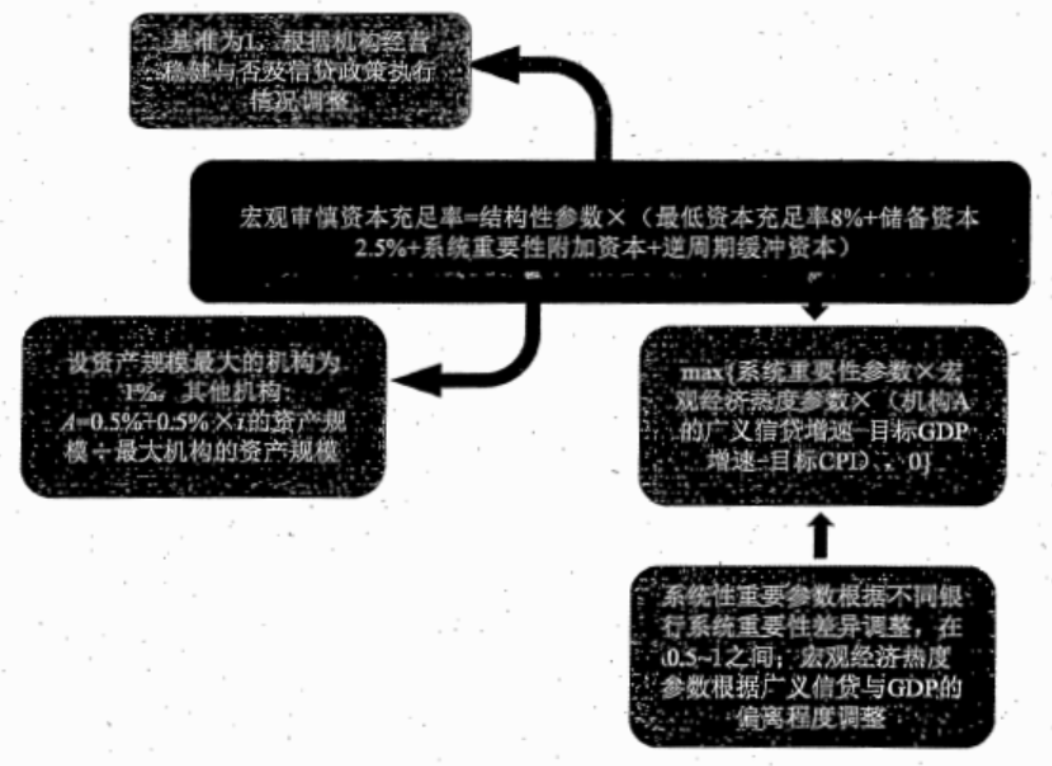 基准为1，根据机构经营
稳健与否及信贷政策执行
情况调整
宏观审慎资本充足率=结构性参数×（最低资本充足率8%+储备资本
2.5%+系统重要性附加资本+逆周期缓冲资本）
设资产规模最大的机构为
1%。其他机构：
A=0.5%+0.5%×i的资产规
模÷最大机构的资产规模
max{系统重要性参数×宏
观经济热度参数×（机构A
的广义信贷增速-目标GDP
增速-目标CPI），0}
系统性重要参数根据不同银
行系统重要性差异调整，在
0.5~1之间；宏观经济热度
参数根据广义信贷与GDP的
偏离程度调整